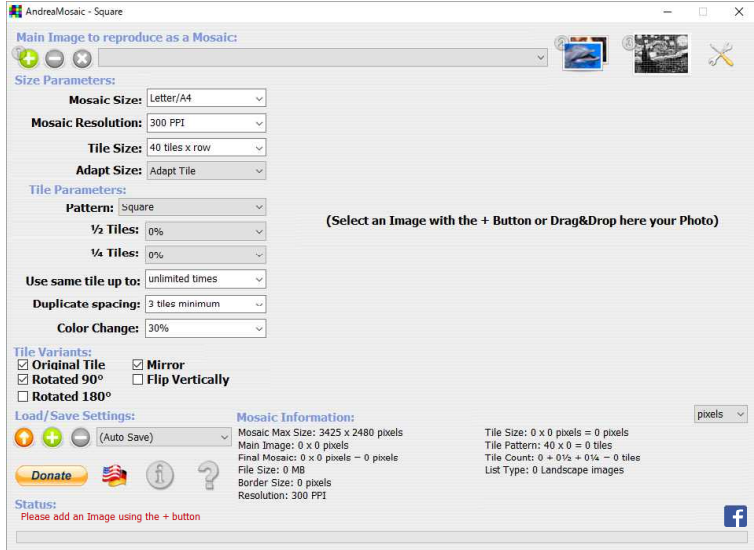 AndreaMosaic - Square
Main Image to reproduce as a Mosaic:
Size Parameters:
Mosaic Size: Letter/A4
Mosaic Resolution: 300 PPI
Tile Size: 40 tiles x row
Adapt Size: Adapt Tile
Tile Parameters:
Pattern: Square
½ Tiles: 0%
¼ Tiles: 0%
Use same tile up to: unlimited times
Duplicate spacing: 3 tiles minimum
Color Change: 30%
(Select an Image with the + Button or Drag&Drop here your Photo)
Tile Variants:
Original Tile Mirror
Rotated 90° Flip Vertically
Rotated 180°
Load/Save Settings:
(Auto Save)
Donate
Mosaic Information:
pixels
Mosaic Max Size: 3425 x 2480 pixels
Main Image: 0 x 0 pixels
Final Mosaic: 0 x 0 pixels = 0 pixels
File Size: 0 MB
Border Size: 0 pixels
Resolution: 300 PPI
Tile Size: 0 x 0 pixels = 0 pixels
Tile Pattern: 40 x 0 = 0 tiles
Tile Count: 0 + 0½ + 0¼ = 0 tiles
List Type: 0 Landscape images
Status:
Please add an Image using the + button